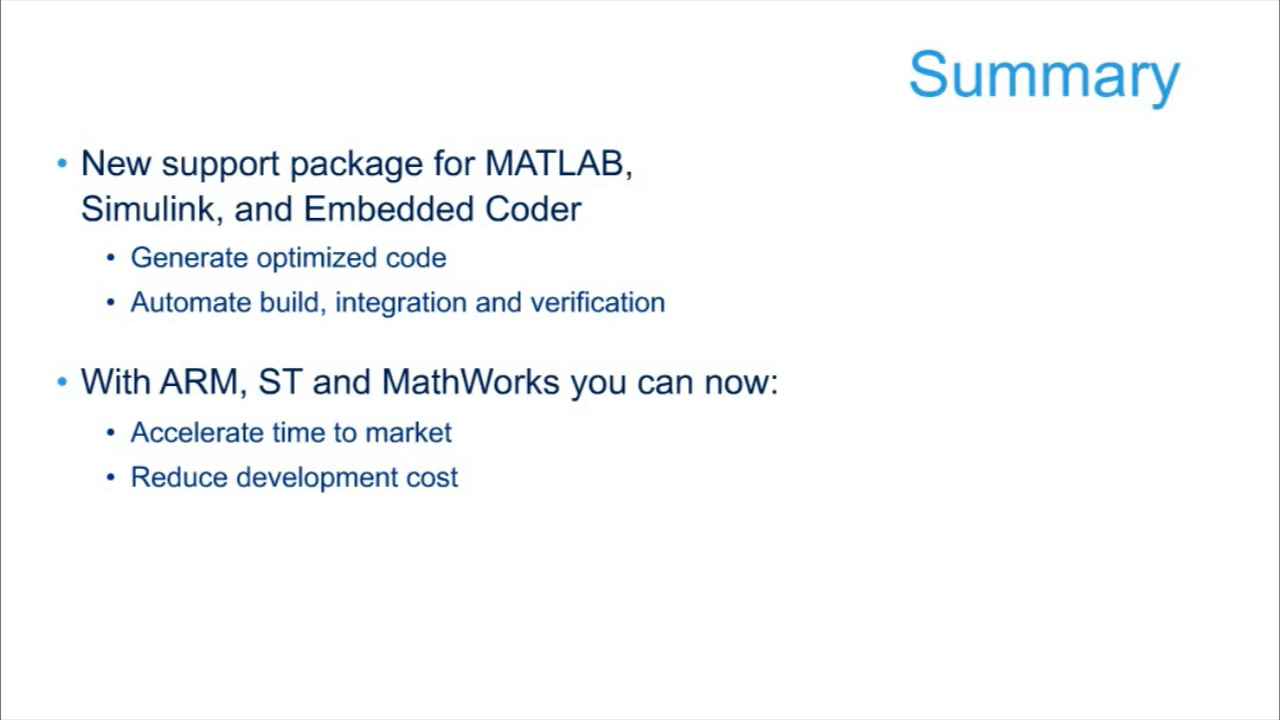 Summary
• New support package for MATLAB,
Simulink, and Embedded Coder
• Generate optimized code
• Automate build, integration and verification
• With ARM, ST and MathWorks you can now:
• Accelerate time to market
• Reduce development cost